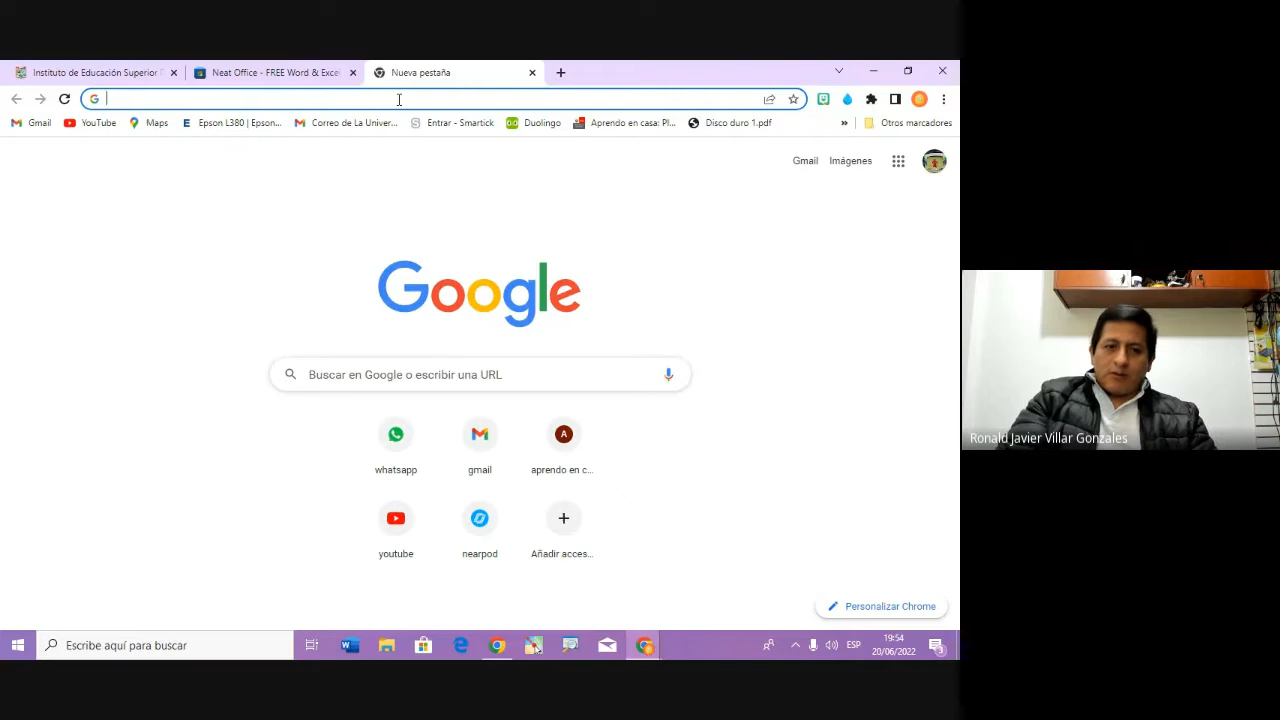 Instituto de Educación Superior
Neat Office - FREE Word & Excel
Nueva pestaña
Gmail
YouTube
Maps
Epson L380 | Epson...
Correo de La Univer...
Entrar - Smartick
Duolingo
Aprendo en casa: Pl...
Disco duro 1.pdf
»
Otros marcadores
Gmail
Imágenes
Google
Buscar en Google o escribir una URL
A
whatsapp
gmail
aprendo en c...
youtube
nearpod
Añadir acces...
Personalizar Chrome
Ronald Javier Villar Gonzales
Escribe aquí para buscar
ESP
19:54
20/06/2022
3